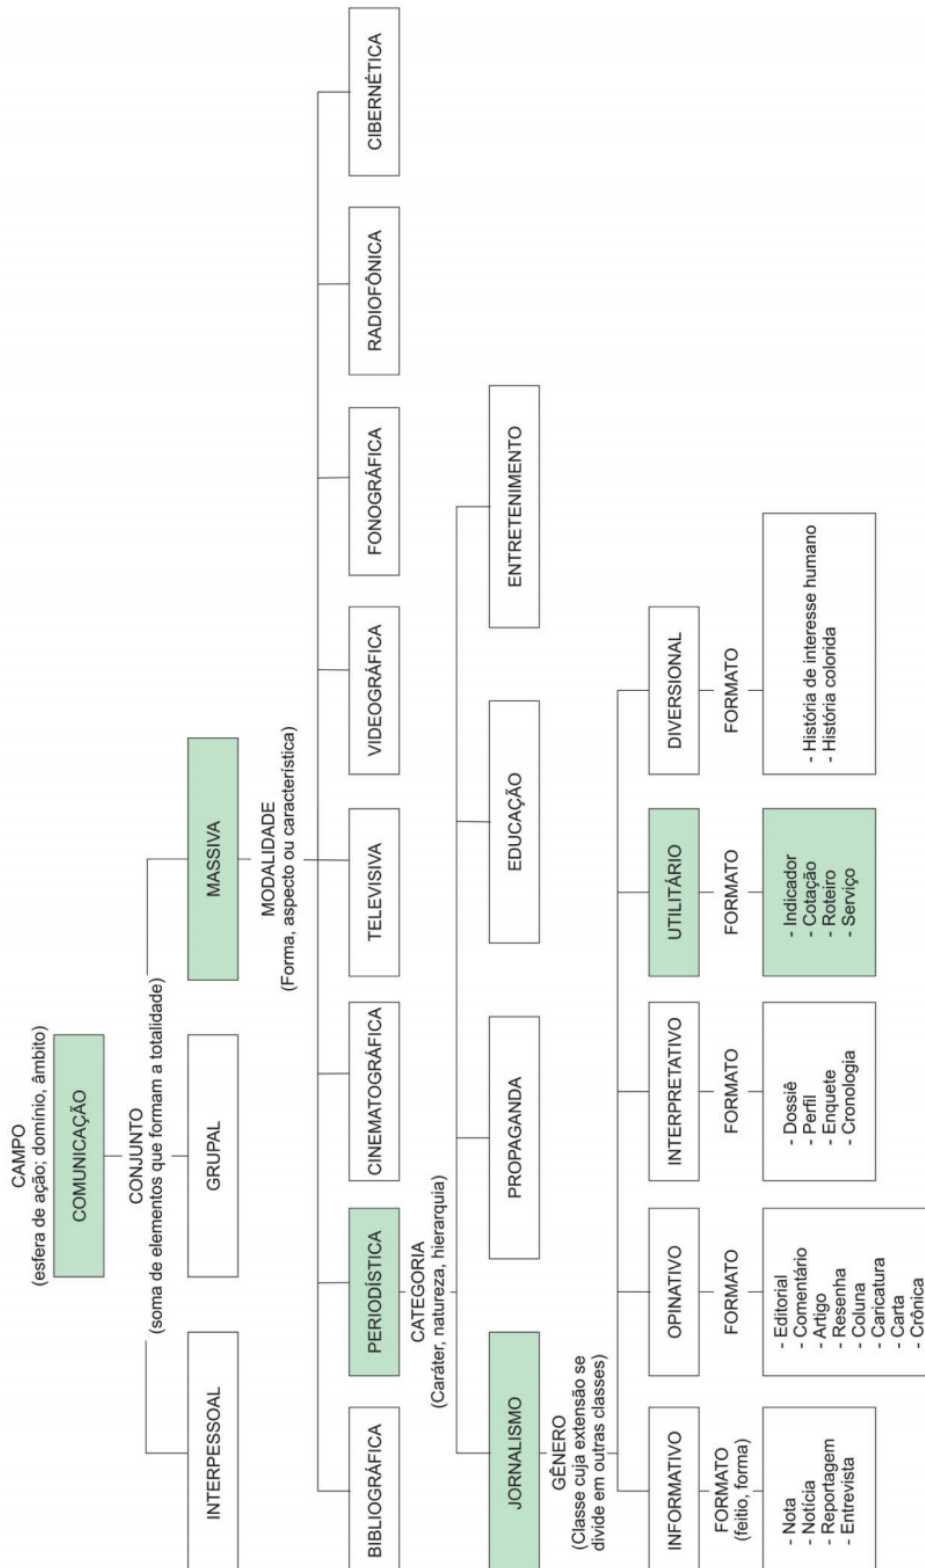 CAMPO
(esfera de ação; domínio, âmbito)
COMUNICAÇÃO
CONJUNTO
(soma de elementos que formam a totalidade)
INTERPESSOAL
GRUPAL
MASSIVA
MODALIDADE
(Forma, aspecto ou característica)
BIBLIOGRÁFICA
PERIODÍSTICA
CINEMATOGRÁFICA
TELEVISIVA
VIDEOGRÁFICA
FONOGRÁFICA
RADIOFÔNICA
CIBERNÉTICA
CATEGORIA
(Caráter, natureza, hierarquia)
JORNALISMO
PROPAGANDA
EDUCAÇÃO
ENTRETENIMENTO
GÊNERO
(Classe cuja extensão se
divide em outras classes)
INFORMATIVO
OPINATIVO
INTERPRETATIVO
UTILITÁRIO
DIVERSIONAL
FORMATO
(feitio, forma)
FORMATO
FORMATO
FORMATO
FORMATO
- Nota
- Notícia
- Reportagem
- Entrevista
- Editorial
- Comentário
- Artigo
- Resenha
- Coluna
- Caricatura
- Carta
- Crônica
- Dossiê
- Perfil
- Enquete
- Cronologia
- Indicador
- Cotação
- Roteiro
- Serviço
- História de interesse humano
- História colorida